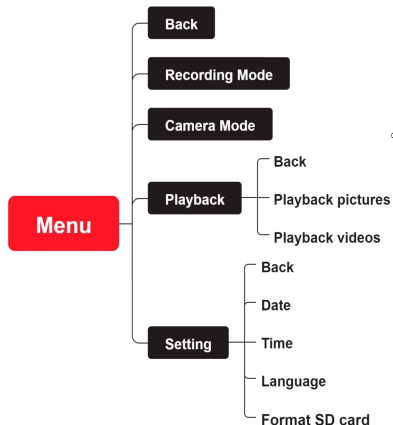 Menu
Back
Recording Mode
Camera Mode
Playback
Back
Playback pictures
Playback videos
Setting
Back
Date
Time
Language
Format SD card